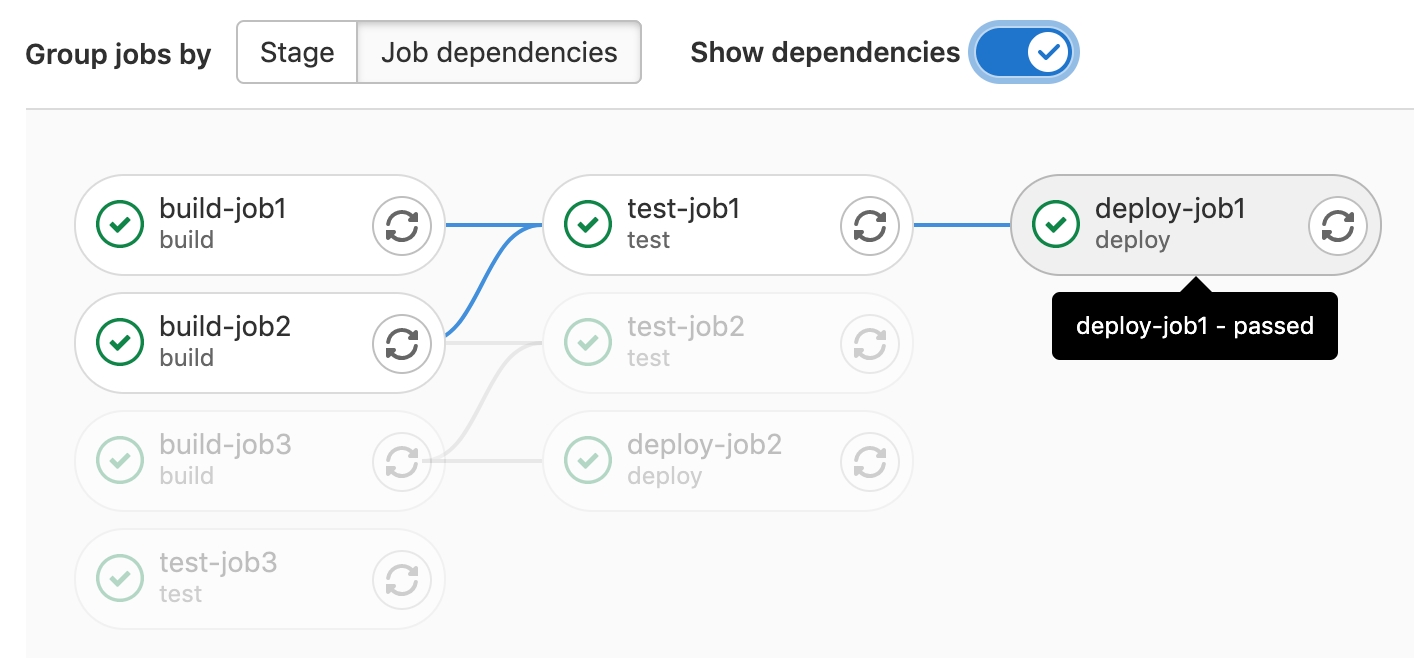 Group jobs by Stage Job dependencies Show dependencies
build-job1
build
test-job1
test
deploy-job1
deploy
build-job2
build
test-job2
test
deploy-job1 - passed
build-job3
build
deploy-job2
deploy
test-job3
test